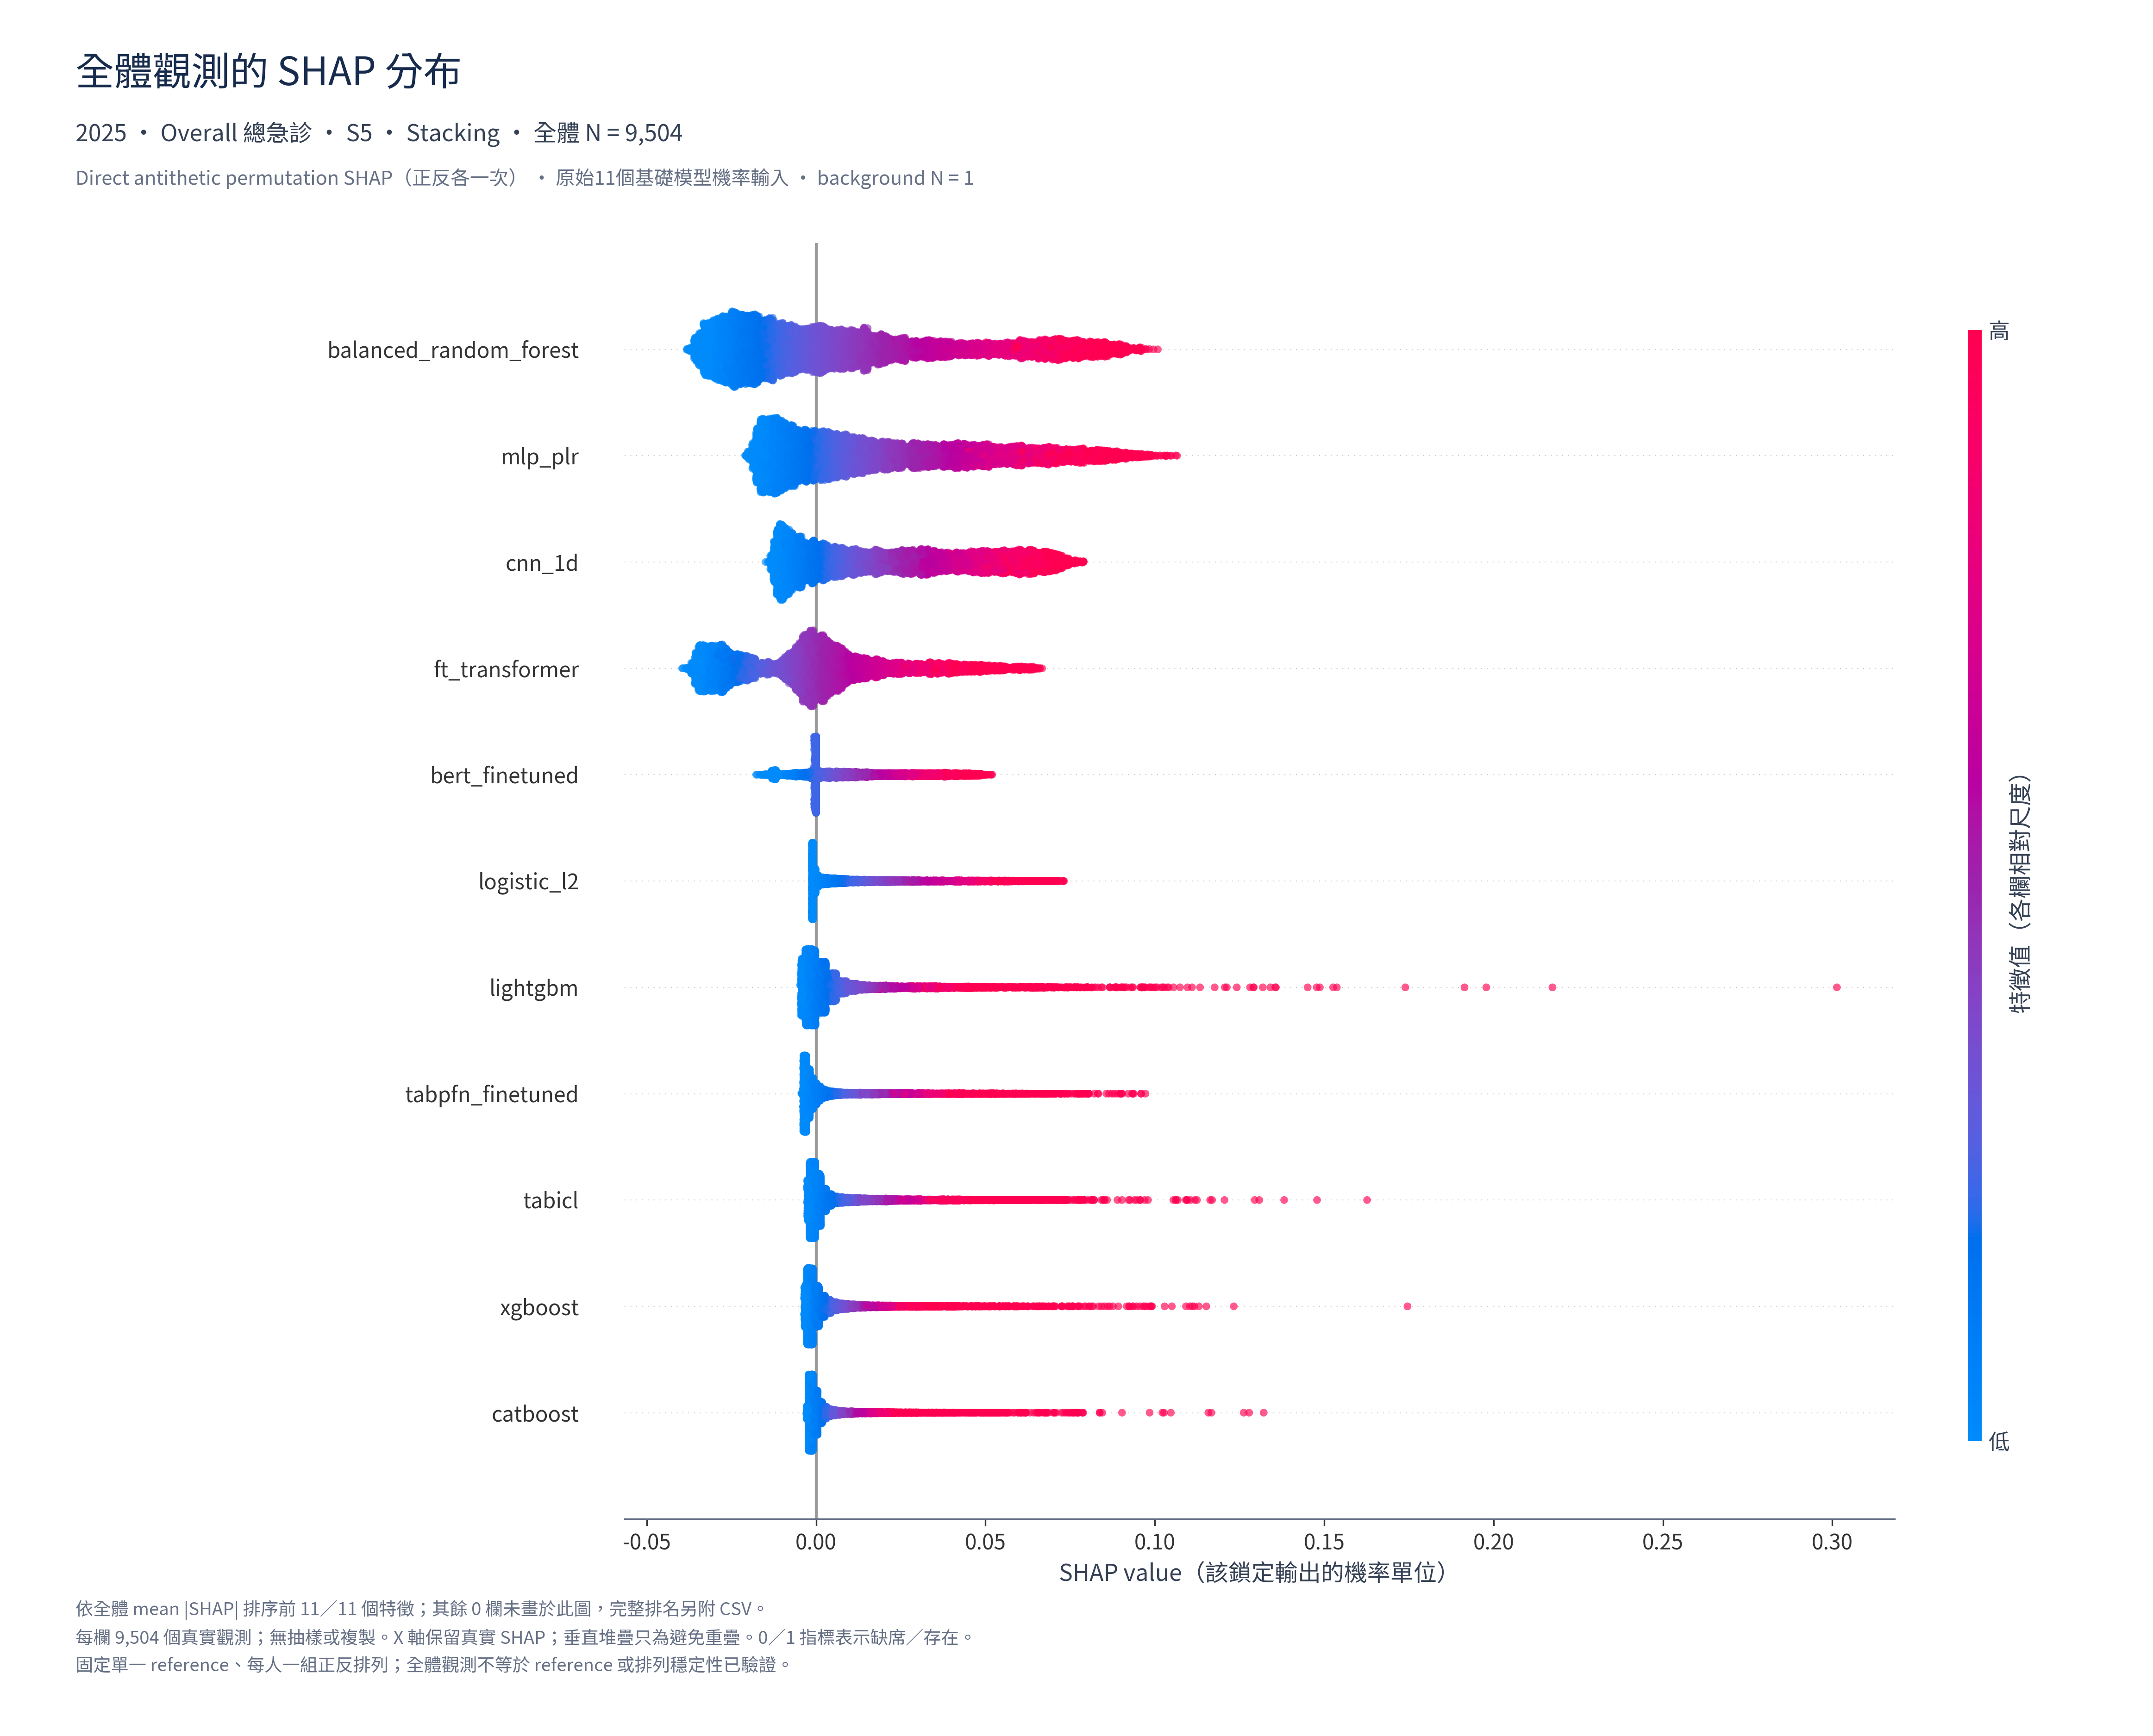 全體觀測的 SHAP 分布
2025 • Overall 總急診 • S5 • Stacking • 全體 N = 9,504
Direct antithetic permutation SHAP（正反各一次） • 原始11個基礎模型機率輸入 • background N = 1
balanced_random_forest
mlp_plr
cnn_1d
ft_transformer
bert_finetuned
logistic_l2
lightgbm
tabpfn_finetuned
tabicl
xgboost
catboost
高
特徵值（各欄相對尺度）
低
-0.05 0.00 0.05 0.10 0.15 0.20 0.25 0.30
SHAP value（該鎖定輸出的機率單位）
依全體 mean |SHAP| 排序前 11／11 個特徵；其餘 0 欄未畫於此圖，完整排名另附 CSV。
每欄 9,504 個真實觀測；無抽樣或複製。X 軸保留真實 SHAP；垂直堆疊只為避免重疊。0／1 指標表示缺席／存在。
固定單一 reference、每人一組正反排列；全體觀測不等於 reference 或排列穩定性已驗證。